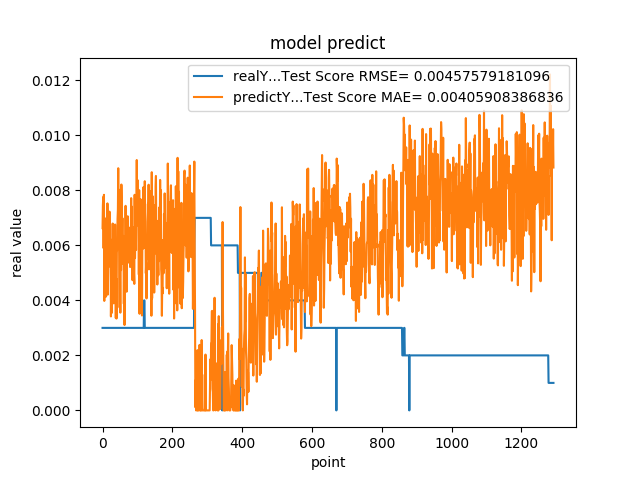 model predict
realY...Test Score RMSE= 0.00457579181096
predictY...Test Score MAE= 0.00405908386836
real value
0.012
0.010
0.008
0.006
0.004
0.002
0.000
0 200 400 600 800 1000 1200
point